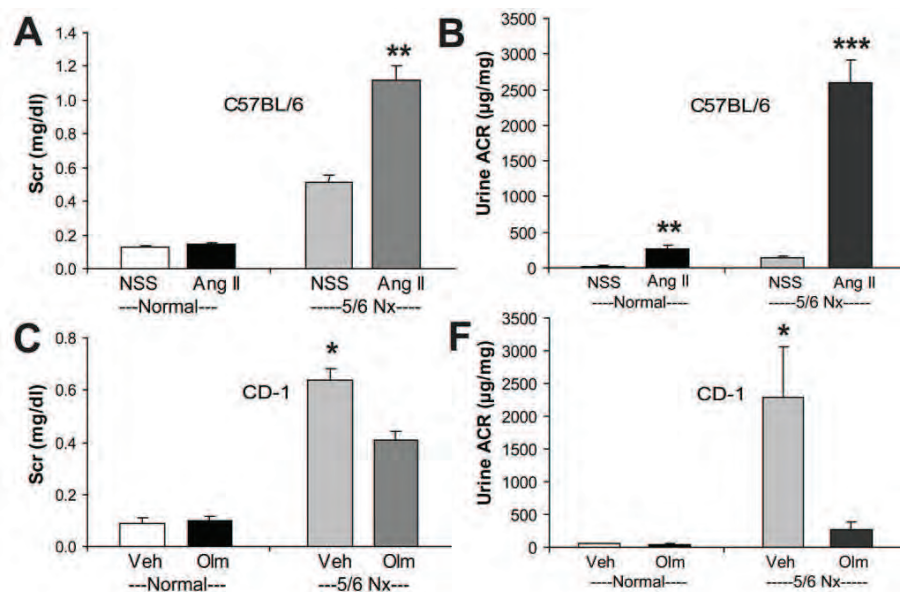 A
Scr (mg/dl)
1.4
1.2
1.0
0.8
0.6
0.4
0.2
0.0
C57BL/6
**
NSS Ang II NSS Ang II
---Normal--- -----5/6 Nx-----
B
Urine ACR (µg/mg)
3500
3000
2500
2000
1500
1000
500
0
C57BL/6
**
***
NSS Ang II NSS Ang II
----Normal---- -----5/6 Nx-----
C
Scr (mg/dl)
0.8
0.6
0.4
0.2
0.0
CD-1
*
Veh Olm Veh Olm
---Normal--- ---5/6 Nx---
F
Urine ACR (µg/mg)
3500
3000
2500
2000
1500
1000
500
0
CD-1
*
Veh Olm Veh Olm
----Normal---- -----5/6 Nx-----